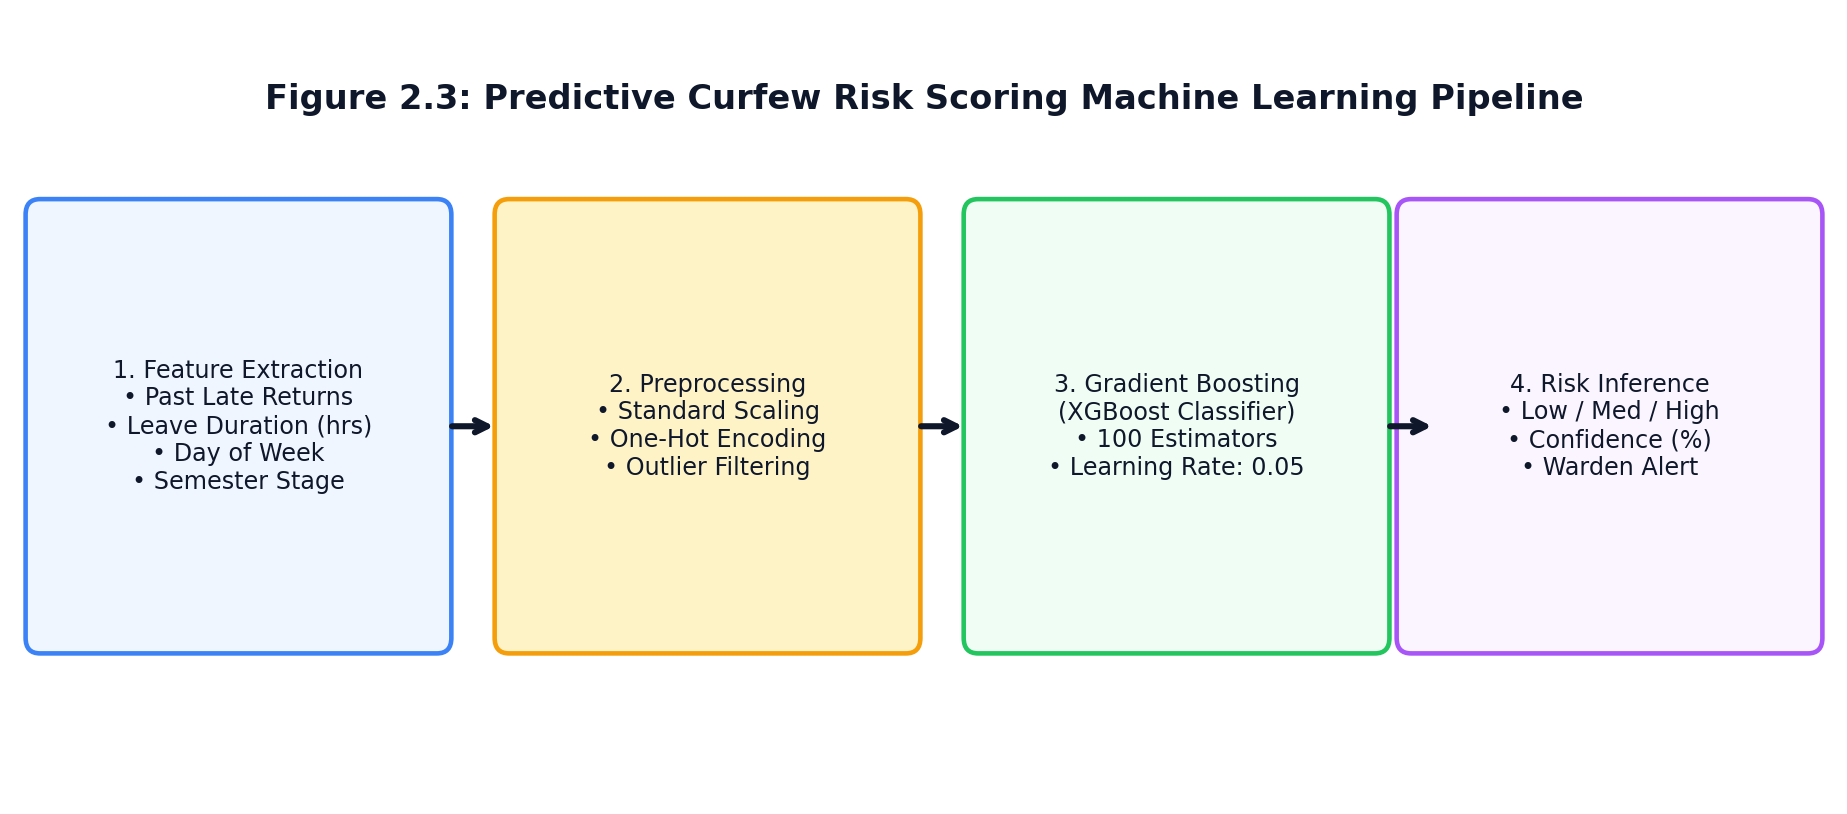 Figure 2.3: Predictive Curfew Risk Scoring Machine Learning Pipeline
1. Feature Extraction
• Past Late Returns
• Leave Duration (hrs)
• Day of Week
• Semester Stage
2. Preprocessing
• Standard Scaling
• One-Hot Encoding
• Outlier Filtering
3. Gradient Boosting
(XGBoost Classifier)
• 100 Estimators
• Learning Rate: 0.05
4. Risk Inference
• Low / Med / High
• Confidence (%)
• Warden Alert